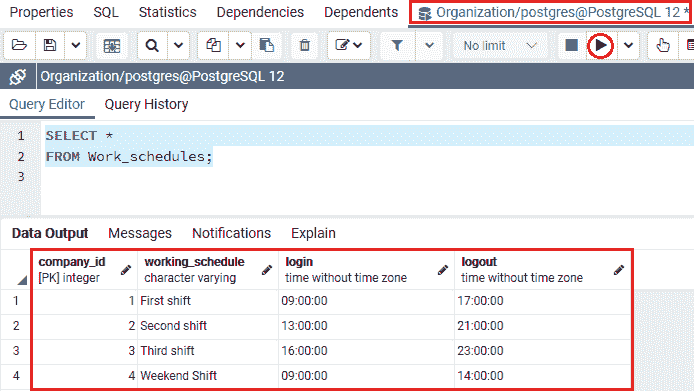 Properties SQL Statistics Dependencies Dependents Organization/postgres@PostgreSQL 12 *
No limit
Organization/postgres@PostgreSQL 12
Query Editor Query History
1 SELECT *
2 FROM Work_schedules;
3
Data Output Messages Notifications Explain
company_id working_schedule login logout
[PK] integer character varying time without time zone time without time zone
1 1 First shift 09:00:00 17:00:00
2 2 Second shift 13:00:00 21:00:00
3 3 Third shift 16:00:00 23:00:00
4 4 Weekend Shift 09:00:00 14:00:00